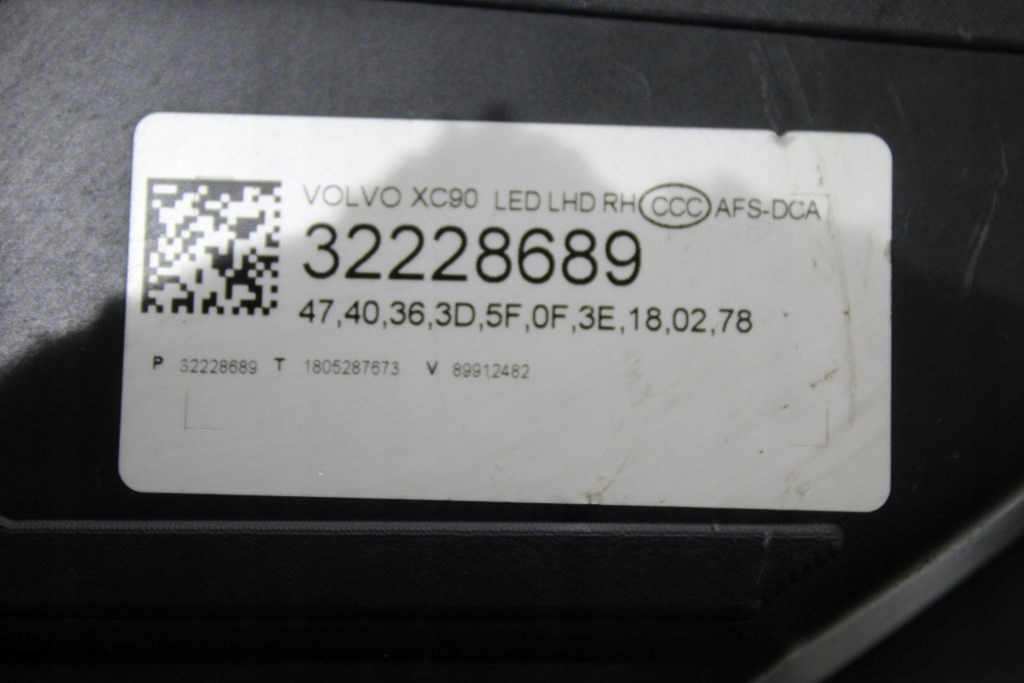 VOLVO XC90 LED LHD RH CCC AFS-DCA
32228689
47,40,36,3D,5F,0F,3E,18,02,78
P 32228689 T 1805287673 V 89912482